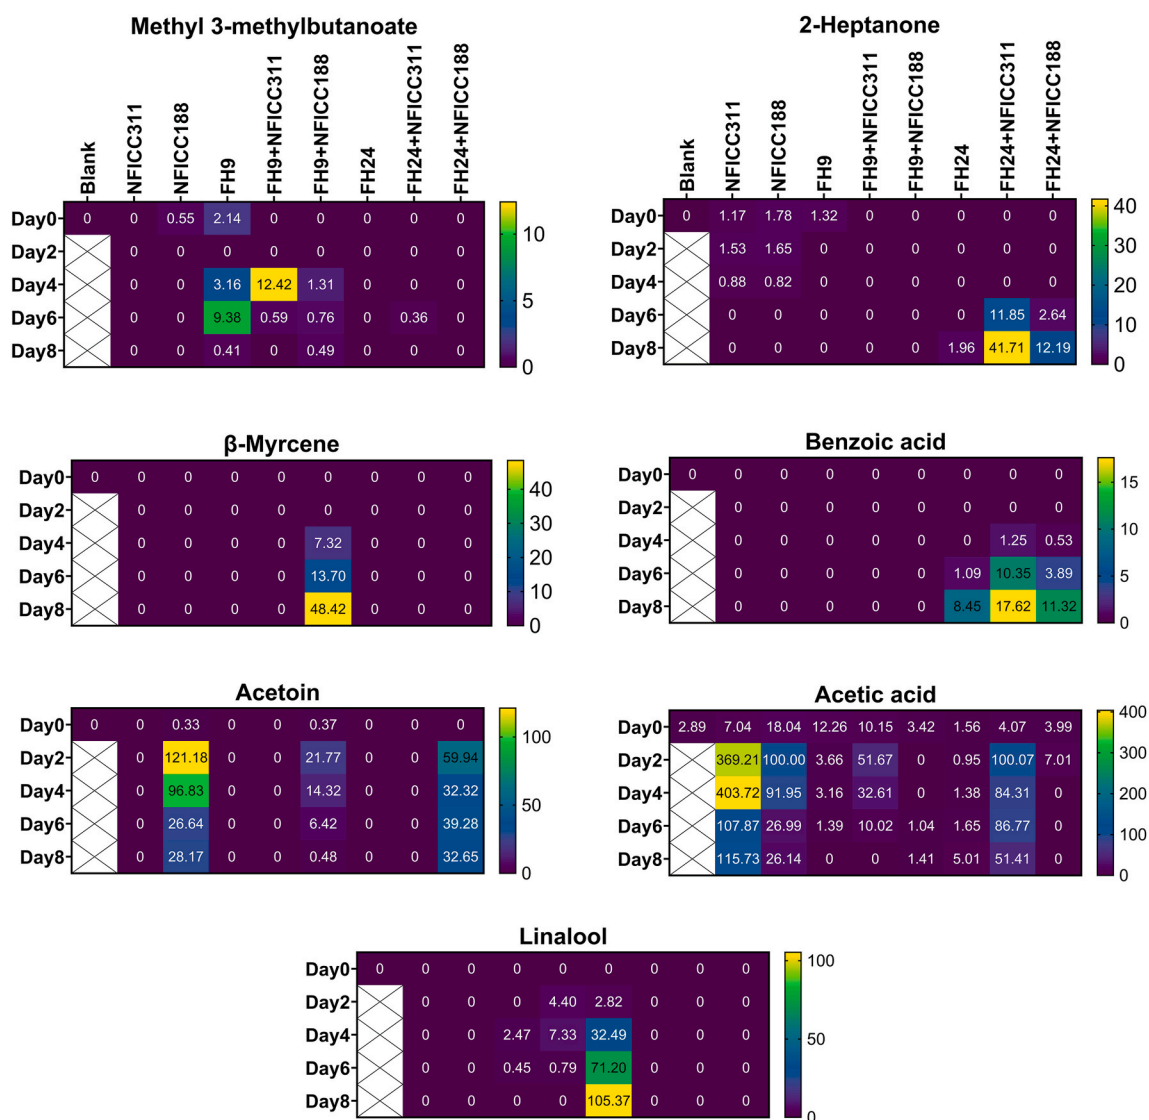 Methyl 3-methylbutanoate
Blank NFICC311 NFICC188 FH9 FH9+NFICC311 FH9+NFICC188 FH24 FH24+NFICC311 FH24+NFICC188
Day0 0 0 0.55 2.14 0 0 0 0 0
Day2 0 0 0 0 0 0 0 0
Day4 0 0 3.16 12.42 1.31 0 0 0
Day6 0 0 9.38 0.59 0.76 0 0.36 0
Day8 0 0 0.41 0 0.49 0 0 0
10
5
0
2-Heptanone
Blank NFICC311 NFICC188 FH9 FH9+NFICC311 FH9+NFICC188 FH24 FH24+NFICC311 FH24+NFICC188
Day0 0 1.17 1.78 1.32 0 0 0 0 0
Day2 1.53 1.65 0 0 0 0 0 0
Day4 0.88 0.82 0 0 0 0 0 0
Day6 0 0 0 0 0 0 11.85 2.64
Day8 0 0 0 0 0 1.96 41.71 12.19
40
30
20
10
0
β-Myrcene
Day0 0 0 0 0 0 0 0 0 0
Day2 0 0 0 0 0 0 0 0
Day4 0 0 0 0 7.32 0 0 0
Day6 0 0 0 0 13.70 0 0 0
Day8 0 0 0 0 48.42 0 0 0
40
30
20
10
0
Benzoic acid
Day0 0 0 0 0 0 0 0 0 0
Day2 0 0 0 0 0 0 0 0
Day4 0 0 0 0 0 0 1.25 0.53
Day6 0 0 0 0 0 1.09 10.35 3.89
Day8 0 0 0 0 0 8.45 17.62 11.32
15
10
5
0
Acetoin
Day0 0 0 0.33 0 0 0.37 0 0 0
Day2 0 121.18 0 0 21.77 0 0 59.94
Day4 0 96.83 0 0 14.32 0 0 32.32
Day6 0 26.64 0 0 6.42 0 0 39.28
Day8 0 28.17 0 0 0.48 0 0 32.65
100
50
0
Acetic acid
Day0 2.89 7.04 18.04 12.26 10.15 3.42 1.56 4.07 3.99
Day2 369.21 100.00 3.66 51.67 0 0.95 100.07 7.01
Day4 403.72 91.95 3.16 32.61 0 1.38 84.31 0
Day6 107.87 26.99 1.39 10.02 1.04 1.65 86.77 0
Day8 115.73 26.14 0 0 1.41 5.01 51.41 0
400
300
200
100
0
Linalool
Day0 0 0 0 0 0 0 0 0 0
Day2 0 0 0 4.40 2.82 0 0 0
Day4 0 0 2.47 7.33 32.49 0 0 0
Day6 0 0 0.45 0.79 71.20 0 0 0
Day8 0 0 0 0 105.37 0 0 0
100
50
0